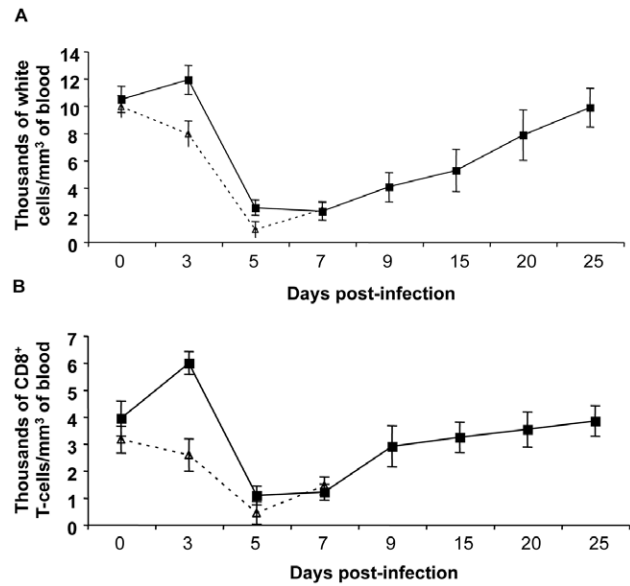 A
Thousands of white
cells/mm³ of blood
14
12
10
8
6
4
2
0
0 3 5 7 9 15 20 25
Days post-infection
B
Thousands of CD8⁺
T-cells/mm³ of blood
7
6
5
4
3
2
1
0
0 3 5 7 9 15 20 25
Days post-infection